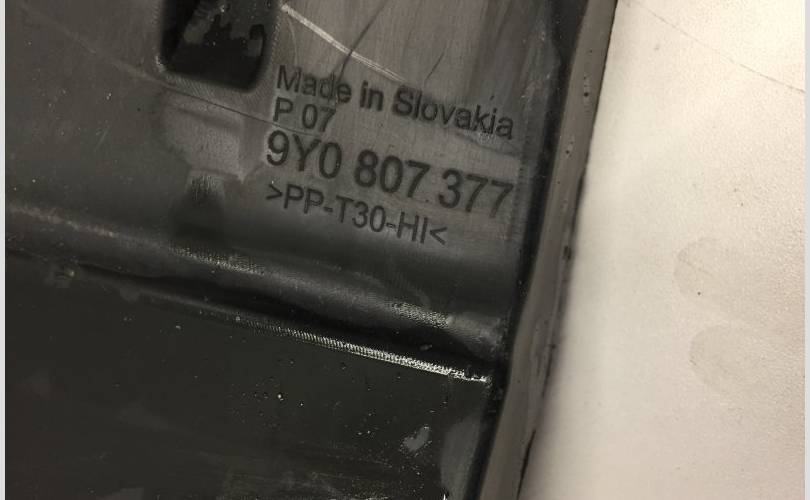 Made in Slovakia
P 07
9Y0 807 377
>PP-T30-HI<